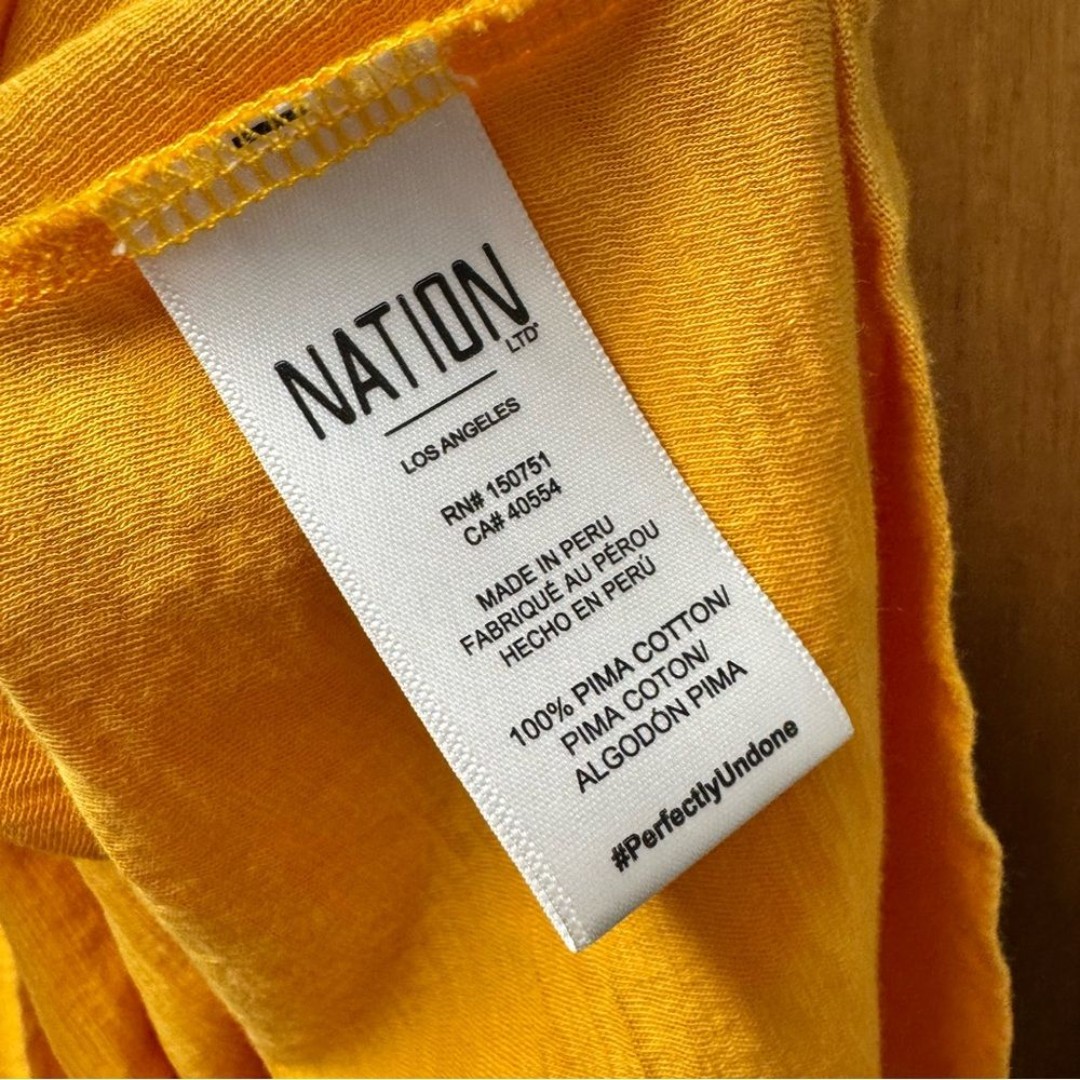 NATION
LTD®
LOS ANGELES
RN# 150751
CA# 40554
MADE IN PERU
FABRIQUÉ AU PÉROU
HECHO EN PERÚ
100% PIMA COTTON/
PIMA COTON/
ALGODÓN PIMA
#PerfectlyUndone